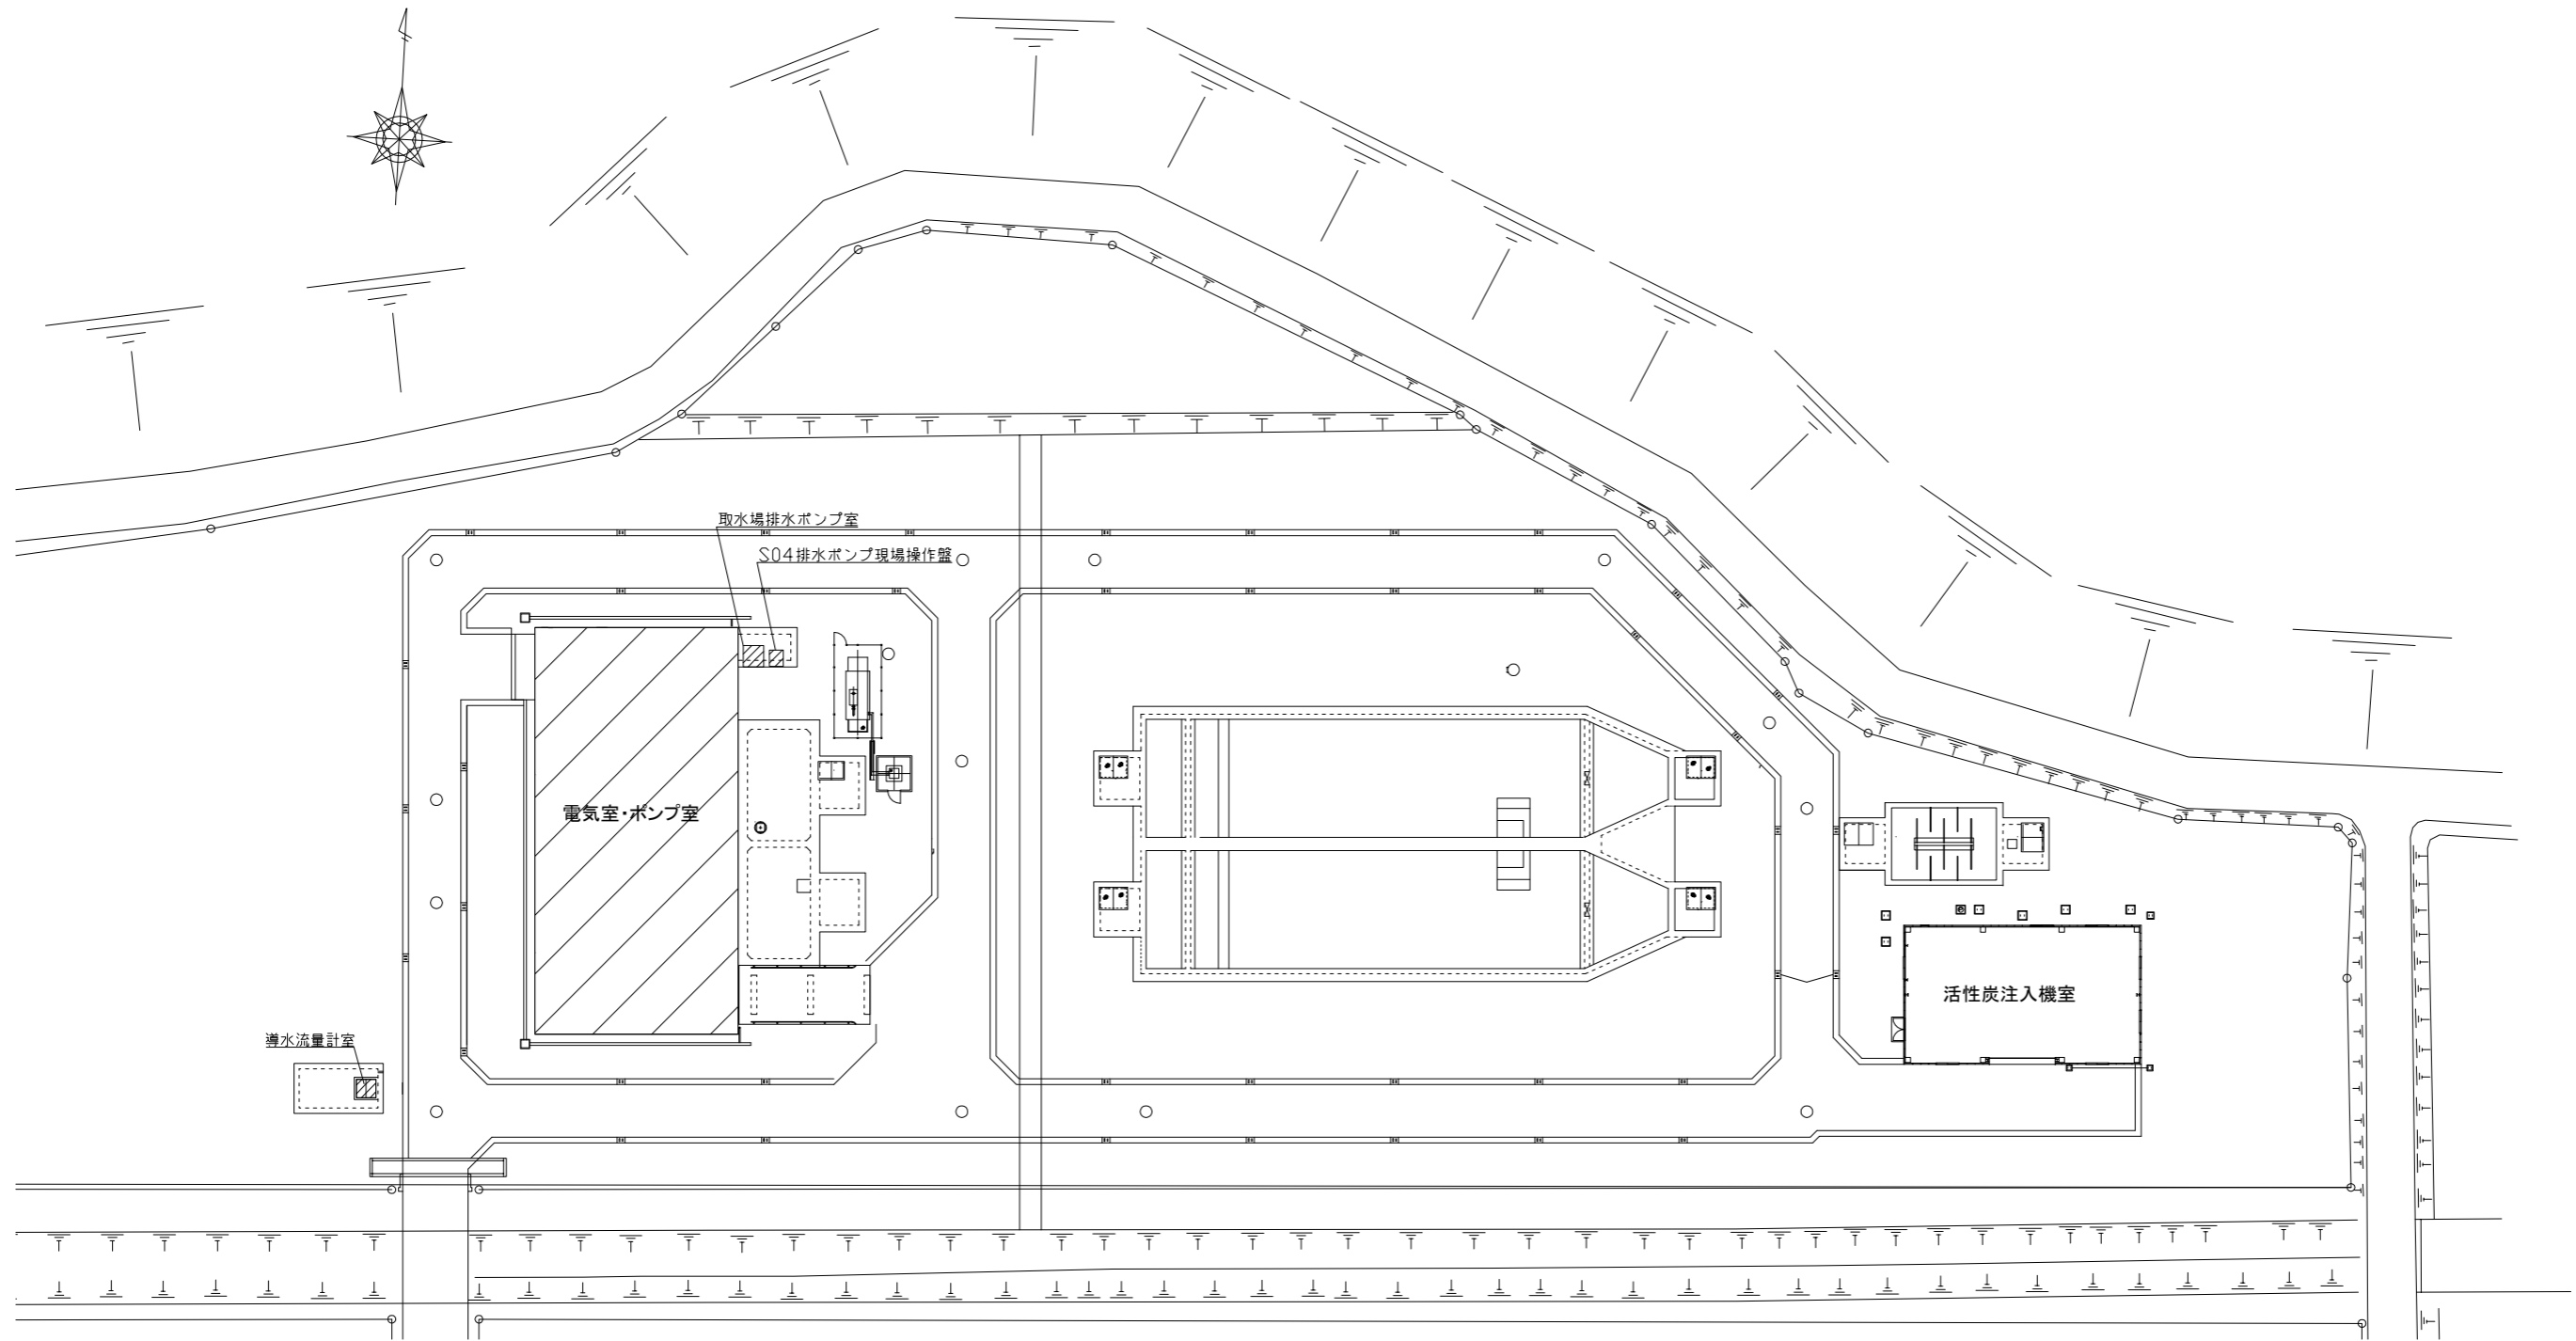 取水場排水ポンプ室
S04排水ポンプ現場操作盤
電気室・ポンプ室
活性炭注入機室
導水流量計室